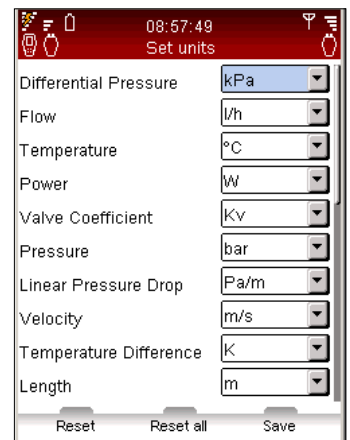 08:57:49
Set units
Differential Pressure kPa
Flow l/h
Temperature °C
Power W
Valve Coefficient Kv
Pressure bar
Linear Pressure Drop Pa/m
Velocity m/s
Temperature Difference K
Length m
Reset Reset all Save